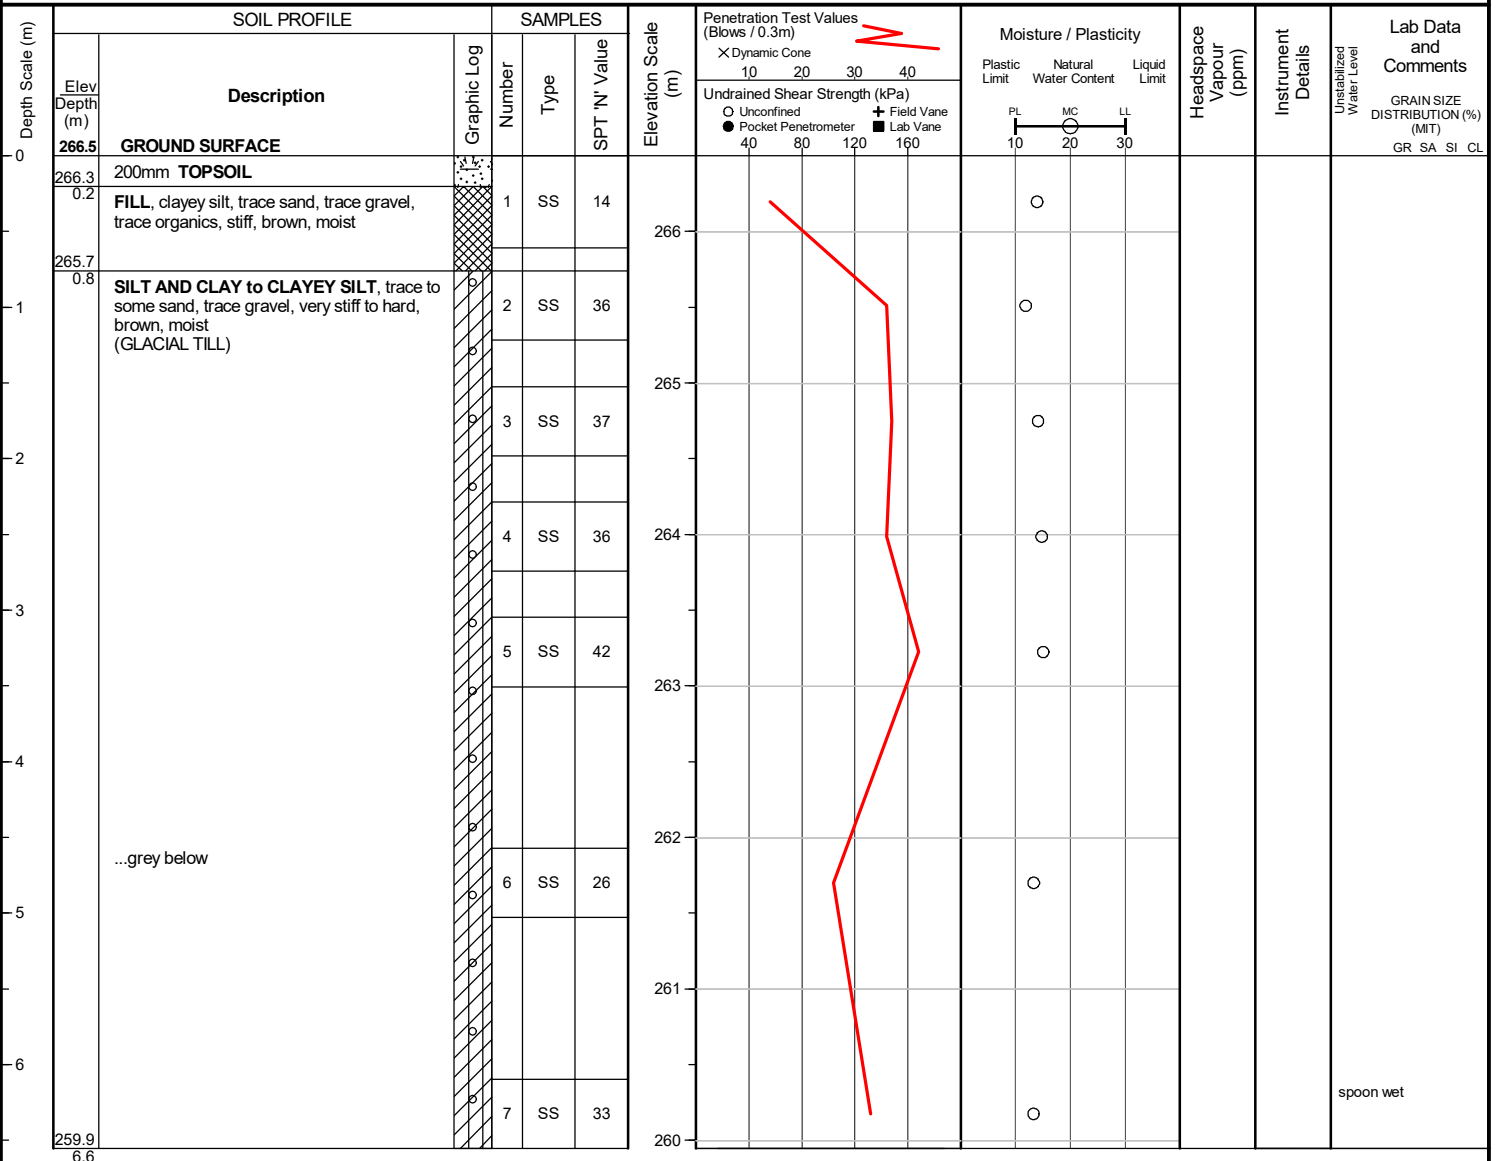 SOIL PROFILE
SAMPLES
Depth Scale (m)
Elev
Depth
(m)
Description
Graphic Log
Number
Type
SPT 'N' Value
Elevation Scale
(m)
Penetration Test Values
(Blows / 0.3m)
X Dynamic Cone
10 20 30 40
Undrained Shear Strength (kPa)
Unconfined
Field Vane
Pocket Penetrometer
Lab Vane
40 80 120 160
Moisture / Plasticity
Plastic Limit
Natural Water Content
Liquid Limit
PL MC LL
10 20 30
Headspace
Vapour
(ppm)
Instrument
Details
Unstabilized
Water Level
Lab Data
and
Comments
GRAIN SIZE
DISTRIBUTION (%)
(MIT)
GR SA SI CL
266.5 GROUND SURFACE
0
266.3
0.2
200mm TOPSOIL
FILL, clayey silt, trace sand, trace gravel,
trace organics, stiff, brown, moist
1 SS 14
266
265.7
0.8
SILT AND CLAY to CLAYEY SILT, trace to
some sand, trace gravel, very stiff to hard,
brown, moist
(GLACIAL TILL)
1
2 SS 36
265
3 SS 37
2
4 SS 36
264
3
5 SS 42
263
4
262
...grey below
6 SS 26
5
261
6
7 SS 33
spoon wet
260
259.9
6.6